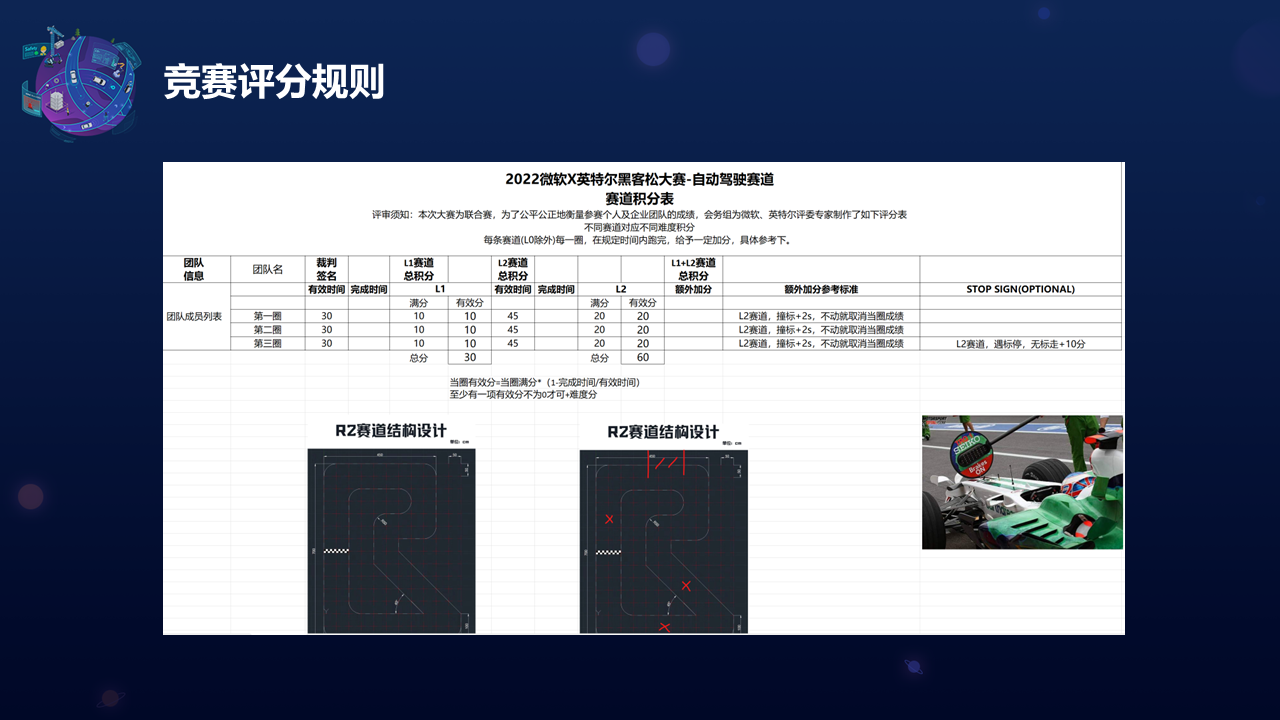 竞赛评分规则
2022微软X英特尔黑客松大赛-自动驾驶赛道
赛道积分表
评审须知：本次大赛为联合赛，为了公平公正地衡量参赛个人及企业团队的成绩，会务组为微软、英特尔评委专家制作了如下评分表
不同赛道对应不同难度积分
每条赛道(L0除外)每一圈，在规定时间内跑完，给予一定加分，具体参考下。
团队信息 团队名 裁判签名 L1赛道总积分 L2赛道总积分 L1+L2赛道总积分
有效时间 完成时间 L1 有效时间 完成时间 L2 额外加分 额外加分参考标准 STOP SIGN(OPTIONAL)
满分 有效分 满分 有效分
团队成员列表 第一圈 30 10 10 45 20 20 L2赛道，撞标+2s，不动就取消当圈成绩
第二圈 30 10 10 45 20 20 L2赛道，撞标+2s，不动就取消当圈成绩
第三圈 30 10 10 45 20 20 L2赛道，撞标+2s，不动就取消当圈成绩 L2赛道，遇标停，无标走+10分
总分 30 总分 60
当圈有效分=当圈满分*（1-完成时间/有效时间）
至少有一项有效分不为0才可+难度分
R2赛道结构设计
单位：CM
R2赛道结构设计
单位：CM
SEIKO
Brakes
ON